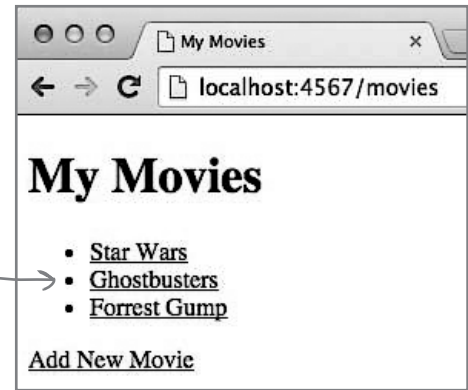 My Movies
localhost:4567/movies
My Movies
• Star Wars
• Ghostbusters
• Forrest Gump
Add New Movie